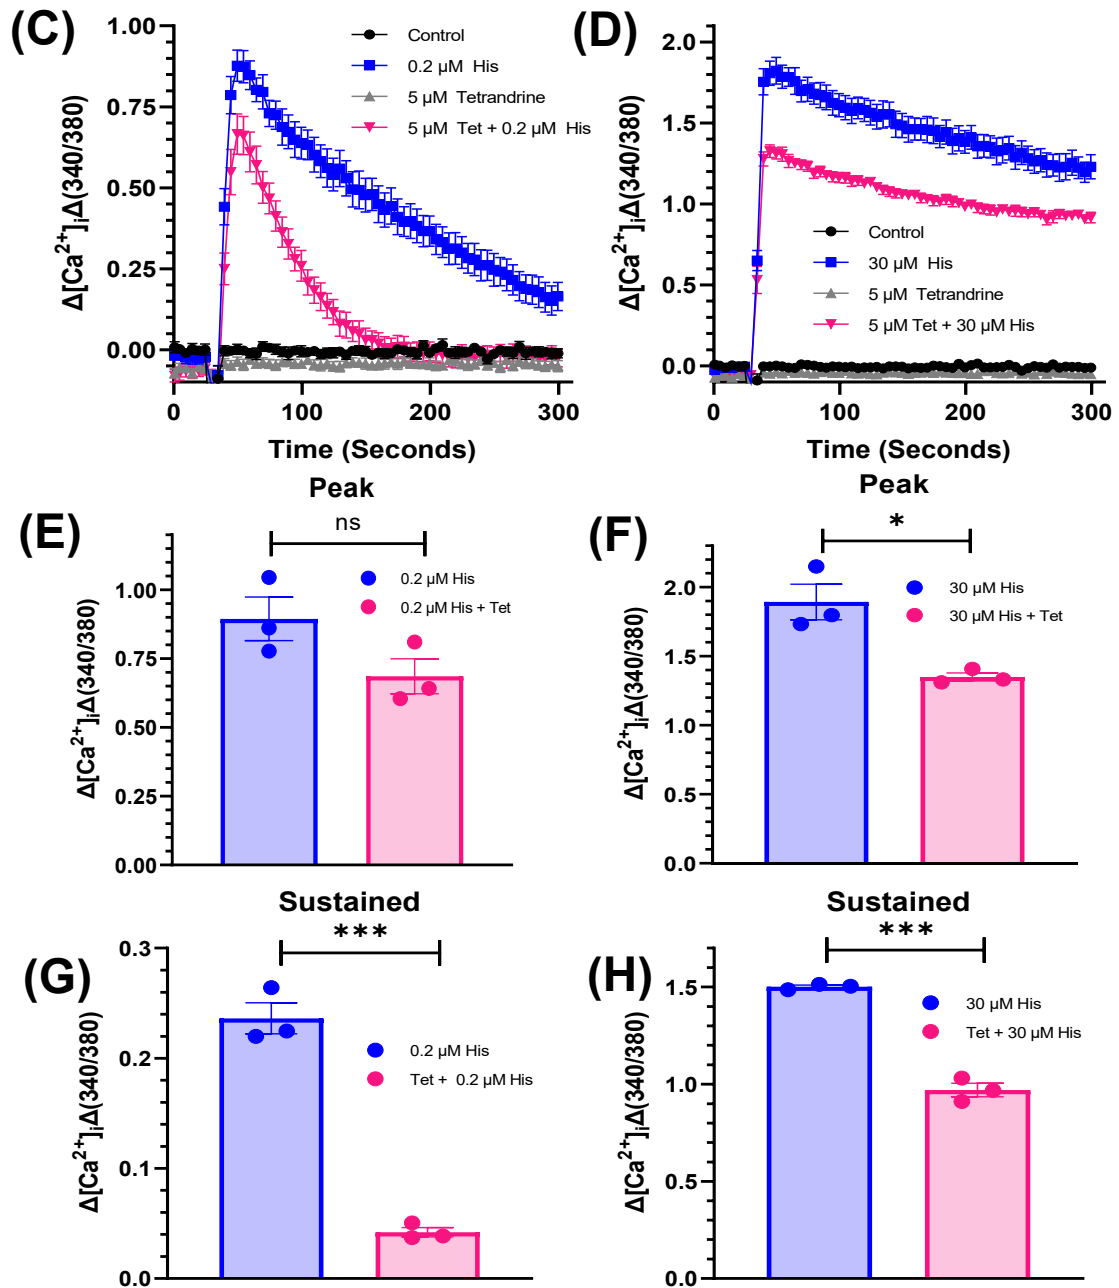 (C)
1.00
0.75
0.50
0.25
0.00
Δ[Ca²⁺]ᵢΔ(340/380)
Control
0.2 µM His
5 µM Tetrandrine
5 µM Tet + 0.2 µM His
0
100
200
300
Time (Seconds)
(D)
2.0
1.5
1.0
0.5
0.0
Δ[Ca²⁺]ᵢΔ(340/380)
Control
30 µM His
5 µM Tetrandrine
5 µM Tet + 30 µM His
0
100
200
300
Time (Seconds)
Peak
(E)
ns
1.00
0.75
0.50
0.25
0.00
Δ[Ca²⁺]ᵢΔ(340/380)
0.2 µM His
0.2 µM His + Tet
Peak
(F)
*
2.0
1.5
1.0
0.5
0.0
Δ[Ca²⁺]ᵢΔ(340/380)
30 µM His
30 µM His + Tet
Sustained
(G)
***
0.3
0.2
0.1
0.0
Δ[Ca²⁺]ᵢΔ(340/380)
0.2 µM His
Tet + 0.2 µM His
Sustained
(H)
***
1.5
1.0
0.5
0.0
Δ[Ca²⁺]ᵢΔ(340/380)
30 µM His
Tet + 30 µM His